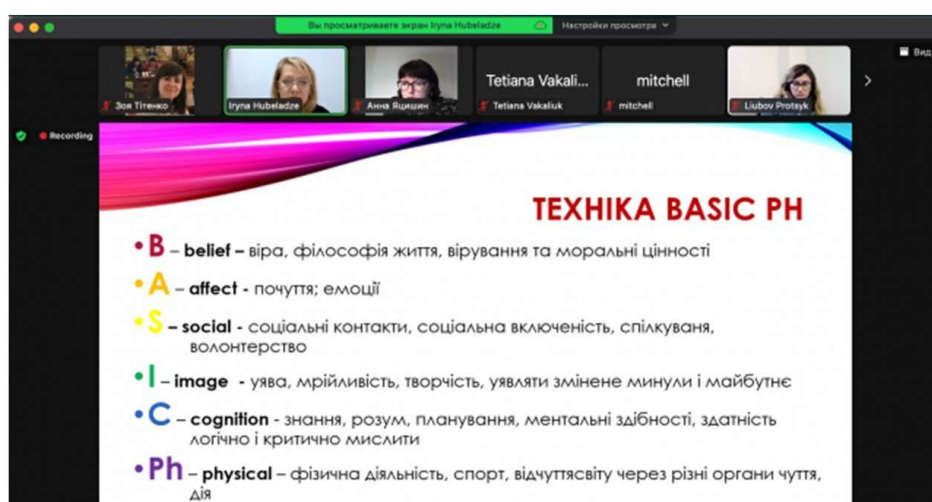 Вы просматриваете экран Iryna Hubeladze
Настройки просмотра
Вид
Tetiana Vakali...
mitchell
Зоя Тітенко
Iryna Hubeladze
Анна Яцишин
Tetiana Vakaliuk
mitchell
Liubov Protsyk
Recording
ТЕХНІКА BASIC PH
• B – belief – віра, філософія життя, вірування та моральні цінності
• A – affect - почуття; емоції
• S – social - соціальні контакти, соціальна включеність, спілкуваня,
волонтерство
• I – image - уява, мрійливість, творчість, уявляти змінене минули і майбутнє
• C – cognition - знання, розум, планування, ментальні здібності, здатність
логічно і критично мислити
• Ph – physical – фізична діяльність, спорт, відчуттясвіту через різні органи чуття,
дія